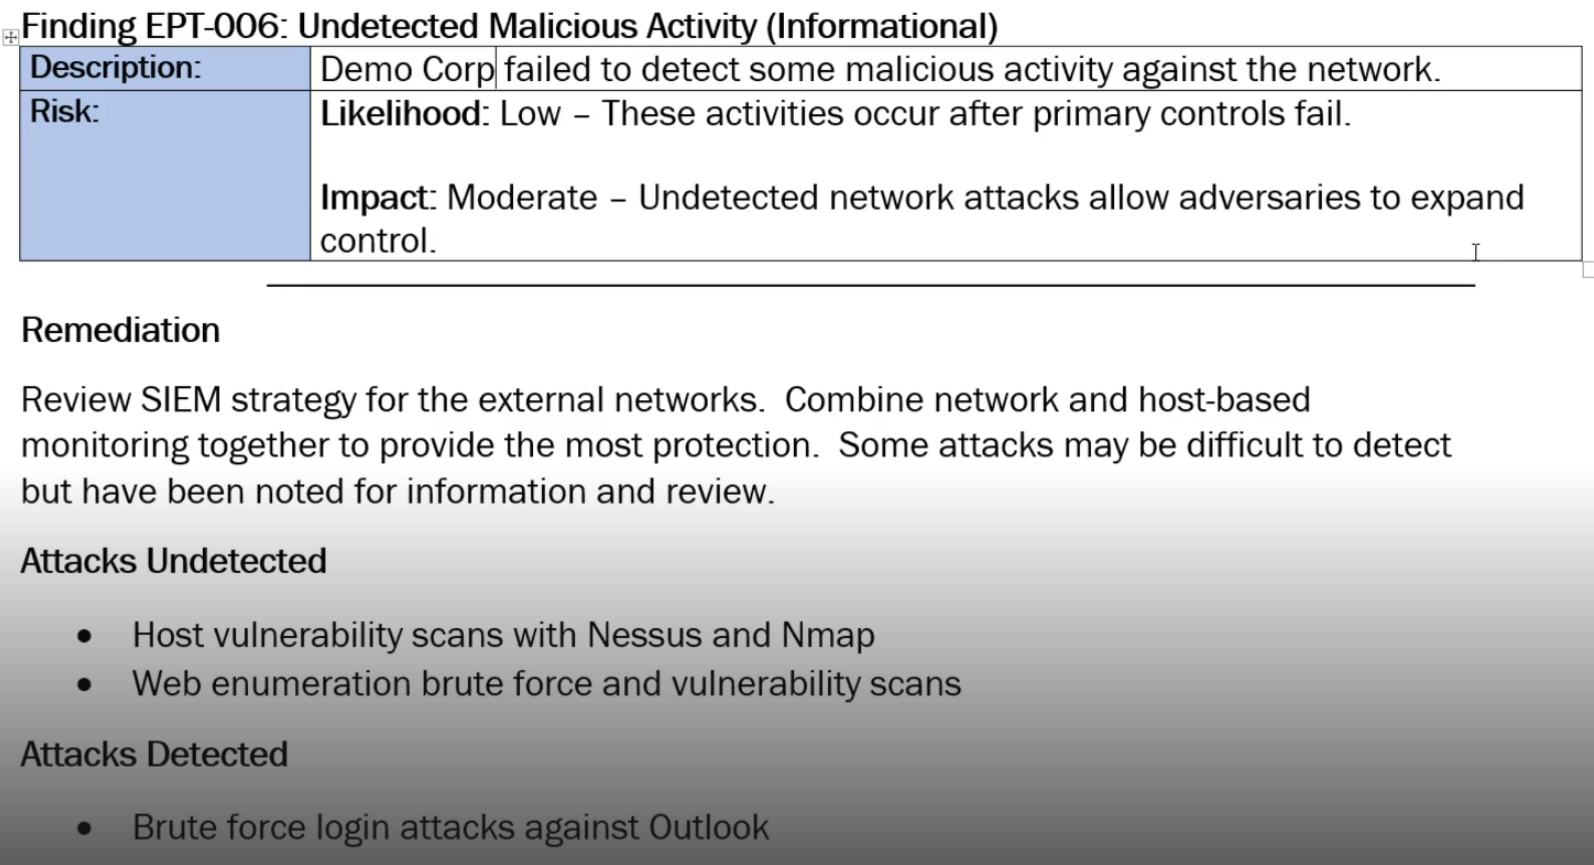 Finding EPT-006: Undetected Malicious Activity (Informational)
Description: Demo Corp failed to detect some malicious activity against the network.
Risk: Likelihood: Low – These activities occur after primary controls fail.
Impact: Moderate – Undetected network attacks allow adversaries to expand
control.
Remediation
Review SIEM strategy for the external networks.  Combine network and host-based
monitoring together to provide the most protection.  Some attacks may be difficult to detect
but have been noted for information and review.
Attacks Undetected
• Host vulnerability scans with Nessus and Nmap
• Web enumeration brute force and vulnerability scans
Attacks Detected
• Brute force login attacks against Outlook